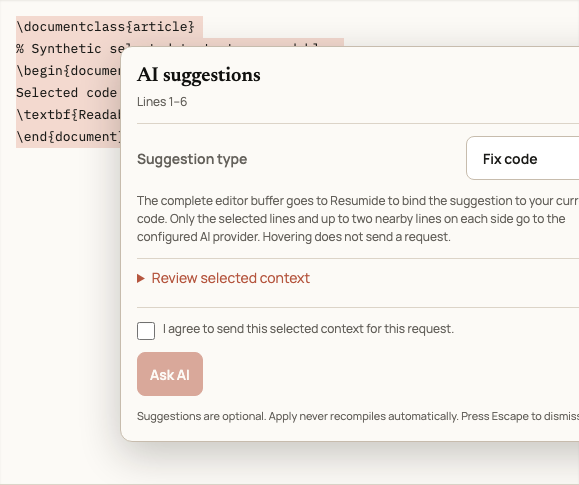 \documentclass{article}
% Synthetic
\begin{docume
Selected code
\textbf{Reada
\end{document}
AI suggestions
Lines 1–6
Suggestion type
Fix code
The complete editor buffer goes to Resumide to bind the suggestion to your curr
code. Only the selected lines and up to two nearby lines on each side go to the
configured AI provider. Hovering does not send a request.
Review selected context
I agree to send this selected context for this request.
Ask AI
Suggestions are optional. Apply never recompiles automatically. Press Escape to dismiss